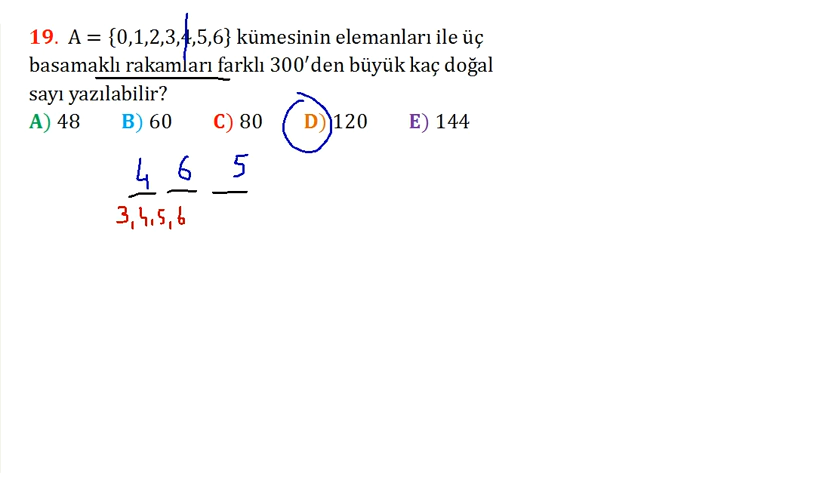 19. A = {0,1,2,3,4,5,6} kümesinin elemanları ile üç
basamaklı rakamları farklı 300′den büyük kaç doğal
sayı yazılabilir?
A) 48 B) 60 C) 80 D) 120 E) 144
4 6 5
3,4,5,6